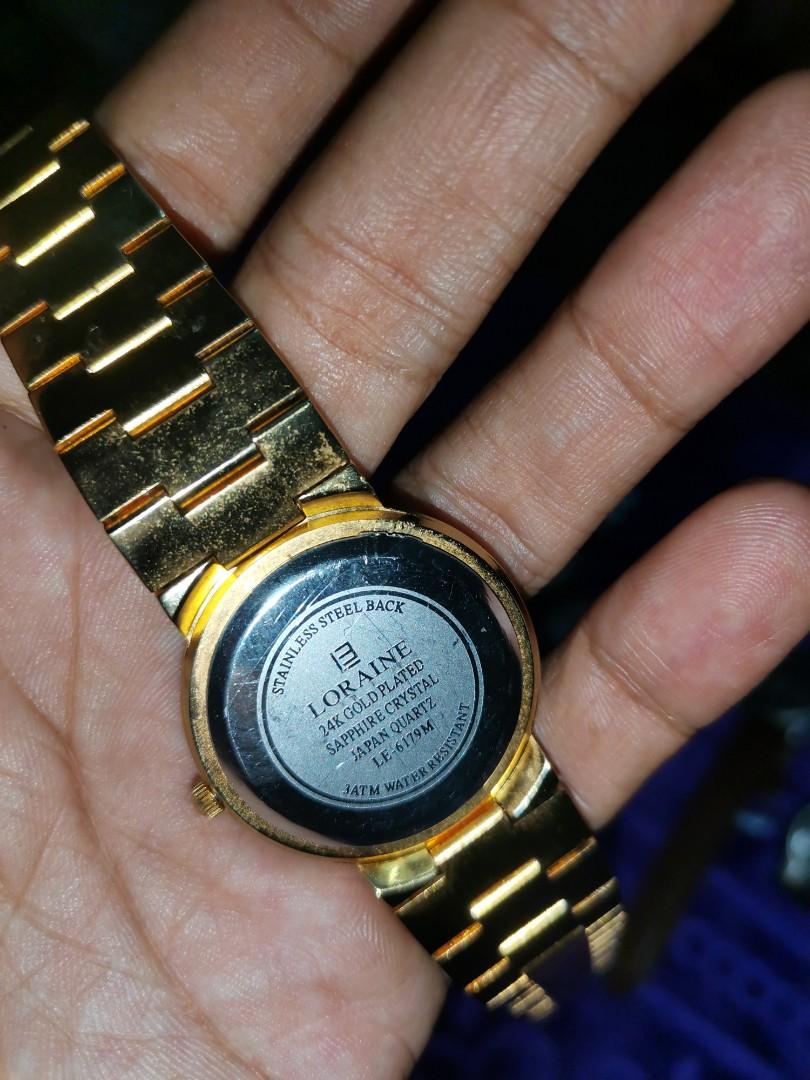 STAINLESS STEEL BACK
LORAINE
24K GOLD PLATED
SAPPHIRE CRYSTAL
JAPAN QUARTZ
LE-6179M
3ATM WATER RESISTANT